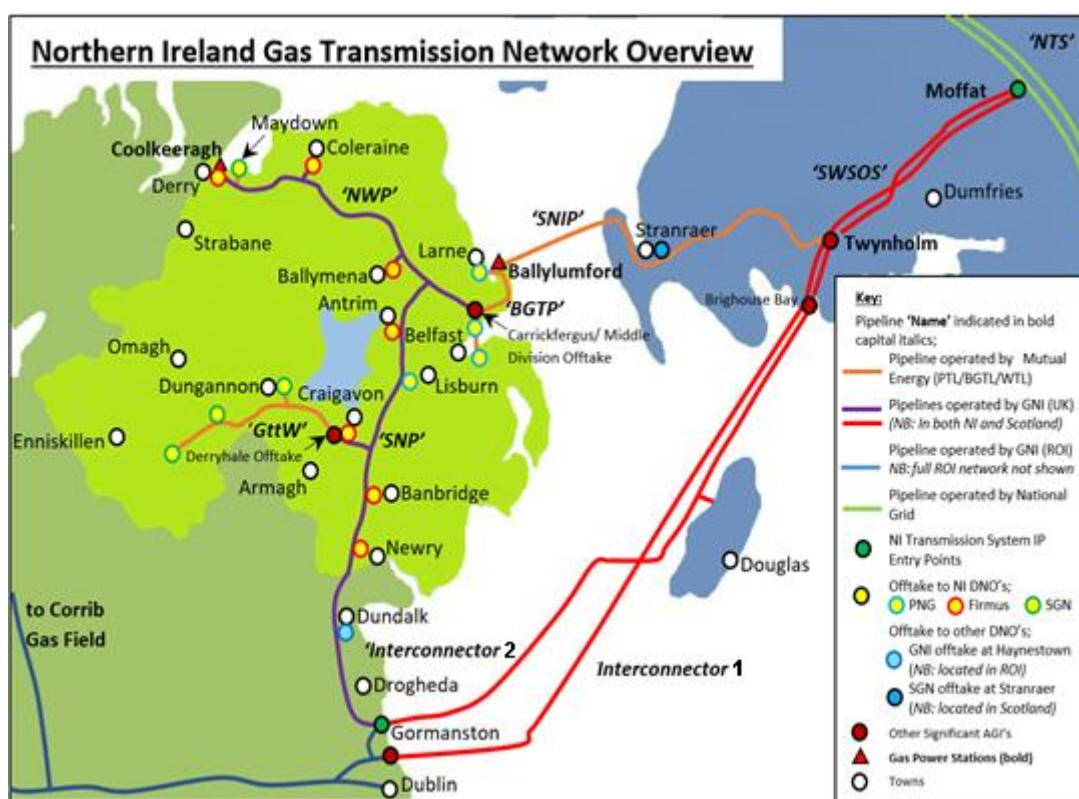 Northern Ireland Gas Transmission Network Overview
'NTS'
Moffat
Maydown
Coolkeeragh
Coleraine
Derry
'NWP'
'SWSOS'
Dumfries
'SNIP'
Stranraer
Strabane
Larne
Twynholm
Ballymena
Ballylumford
Antrim
'BGTP'
Brighouse Bay
Belfast
Carrickfergus/ Middle
Division Offtake
Omagh
Dungannon
Lisburn
Craigavon
Enniskillen
'GttW'
'SNP'
Derryhale Offtake
Armagh
Banbridge
Newry
Douglas
to Corrib
Gas Field
Dundalk
'Interconnector 2
Interconnector 1
Drogheda
Gormanston
Dublin
Key:
Pipeline 'Name' indicated in bold
capital italics;
Pipeline operated by Mutual
Energy (PTL/BGTL/WTL)
Pipelines operated by GNI (UK)
(NB: In both NI and Scotland)
Pipeline operated by GNI (ROI)
NB: full ROI network not shown
Pipeline operated by National
Grid
NI Transmission System IP
Entry Points
Offtake to NI DNO's;
PNG Firmus SGN
Offtake to other DNO's;
GNI offtake at Haynestown
(NB: located in ROI)
SGN offtake at Stranraer
(NB: located in Scotland)
Other Significant AGI's
Gas Power Stations (bold)
Towns